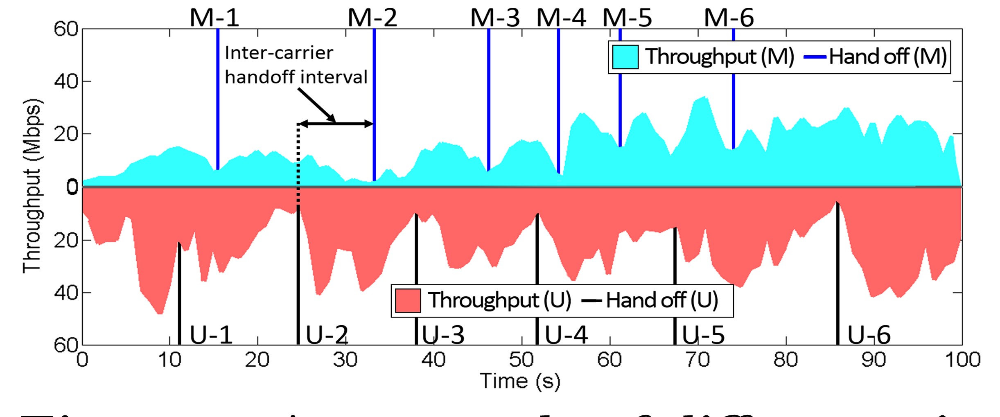 M-1 M-2 M-3 M-4 M-5 M-6
60
Inter-carrier
handoff interval
Throughput (M) Hand off (M)
40
20
0
Throughput (Mbps)
0
20
40
Throughput (U) Hand off (U)
U-1 U-2 U-3 U-4 U-5 U-6
60
0 10 20 30 40 50 60 70 80 90 100
Time (s)